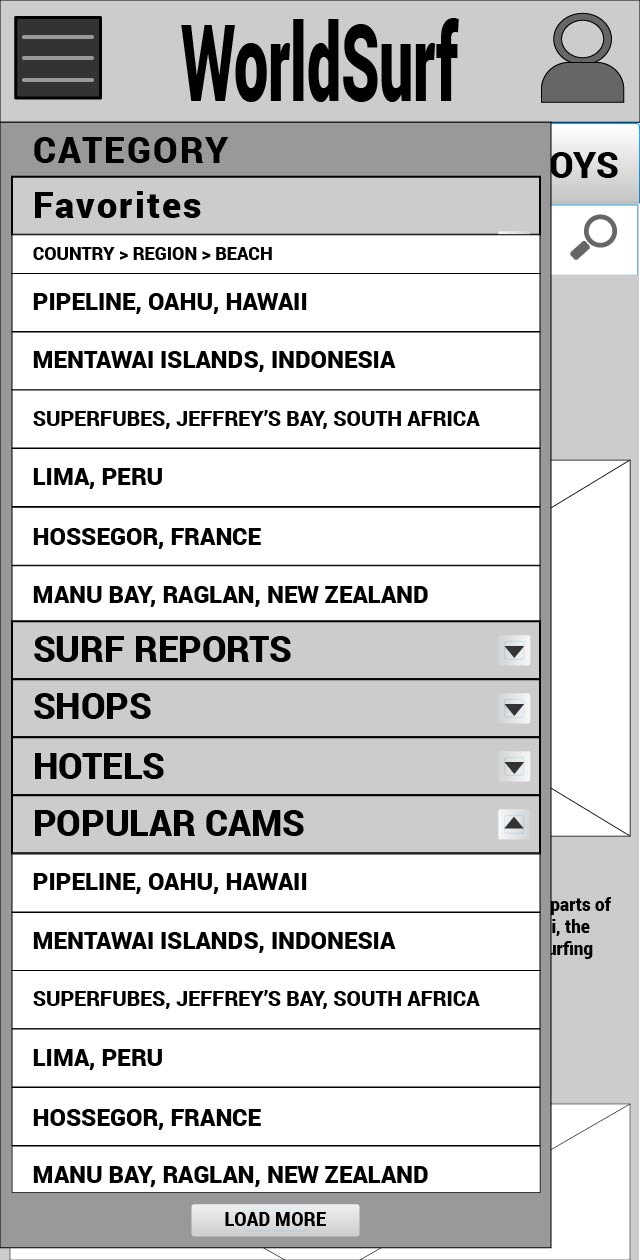 WorldSurf
CATEGORY
OYS
Favorites
COUNTRY > REGION > BEACH
PIPELINE, OAHU, HAWAII
MENTAWAI ISLANDS, INDONESIA
SUPERFUBES, JEFFREY'S BAY, SOUTH AFRICA
LIMA, PERU
HOSSEGOR, FRANCE
MANU BAY, RAGLAN, NEW ZEALAND
SURF REPORTS
SHOPS
HOTELS
POPULAR CAMS
PIPELINE, OAHU, HAWAII
parts of
MENTAWAI ISLANDS, INDONESIA
i, the
urfing
SUPERFUBES, JEFFREY'S BAY, SOUTH AFRICA
LIMA, PERU
HOSSEGOR, FRANCE
MANU BAY, RAGLAN, NEW ZEALAND
LOAD MORE